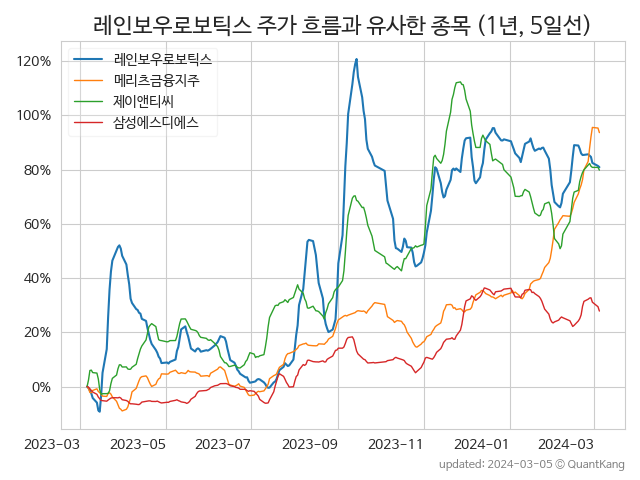 레인보우로보틱스 주가 흐름과 유사한 종목 (1년, 5일선)
레인보우로보틱스
메리츠금융지주
제이앤티씨
삼성에스디에스
120%
100%
80%
60%
40%
20%
0%
2023-03 2023-05 2023-07 2023-09 2023-11 2024-01 2024-03
updated: 2024-03-05 © QuantKang